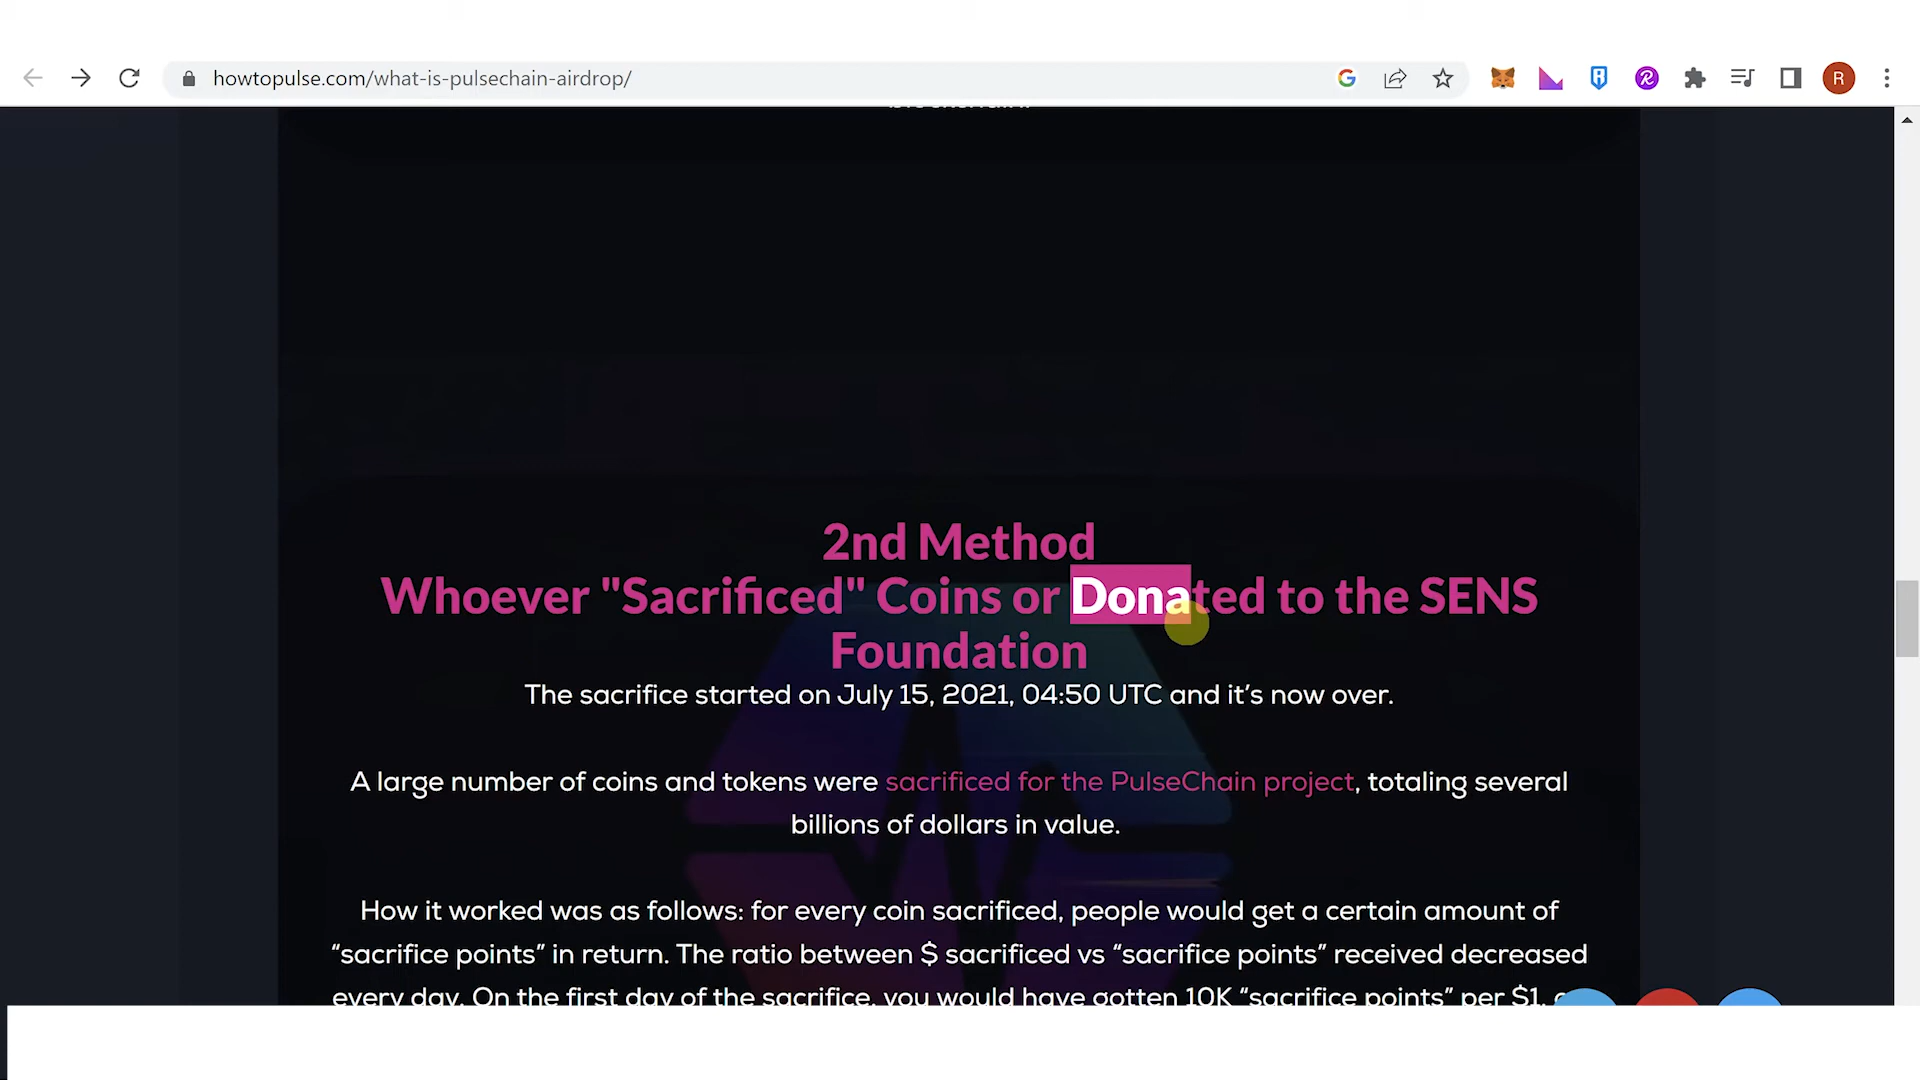 howtopulse.com/what-is-pulsechain-airdrop/
R
2nd Method
Whoever "Sacrificed" Coins or Donated to the SENS
Foundation
The sacrifice started on July 15, 2021, 04:50 UTC and it's now over.
A large number of coins and tokens were sacrificed for the PulseChain project, totaling several
billions of dollars in value.
How it worked was as follows: for every coin sacrificed, people would get a certain amount of
“sacrifice points” in return. The ratio between $ sacrificed vs “sacrifice points” received decreased
every day. On the first day of the sacrifice, you would have gotten 10K “sacrifice points” per $1,